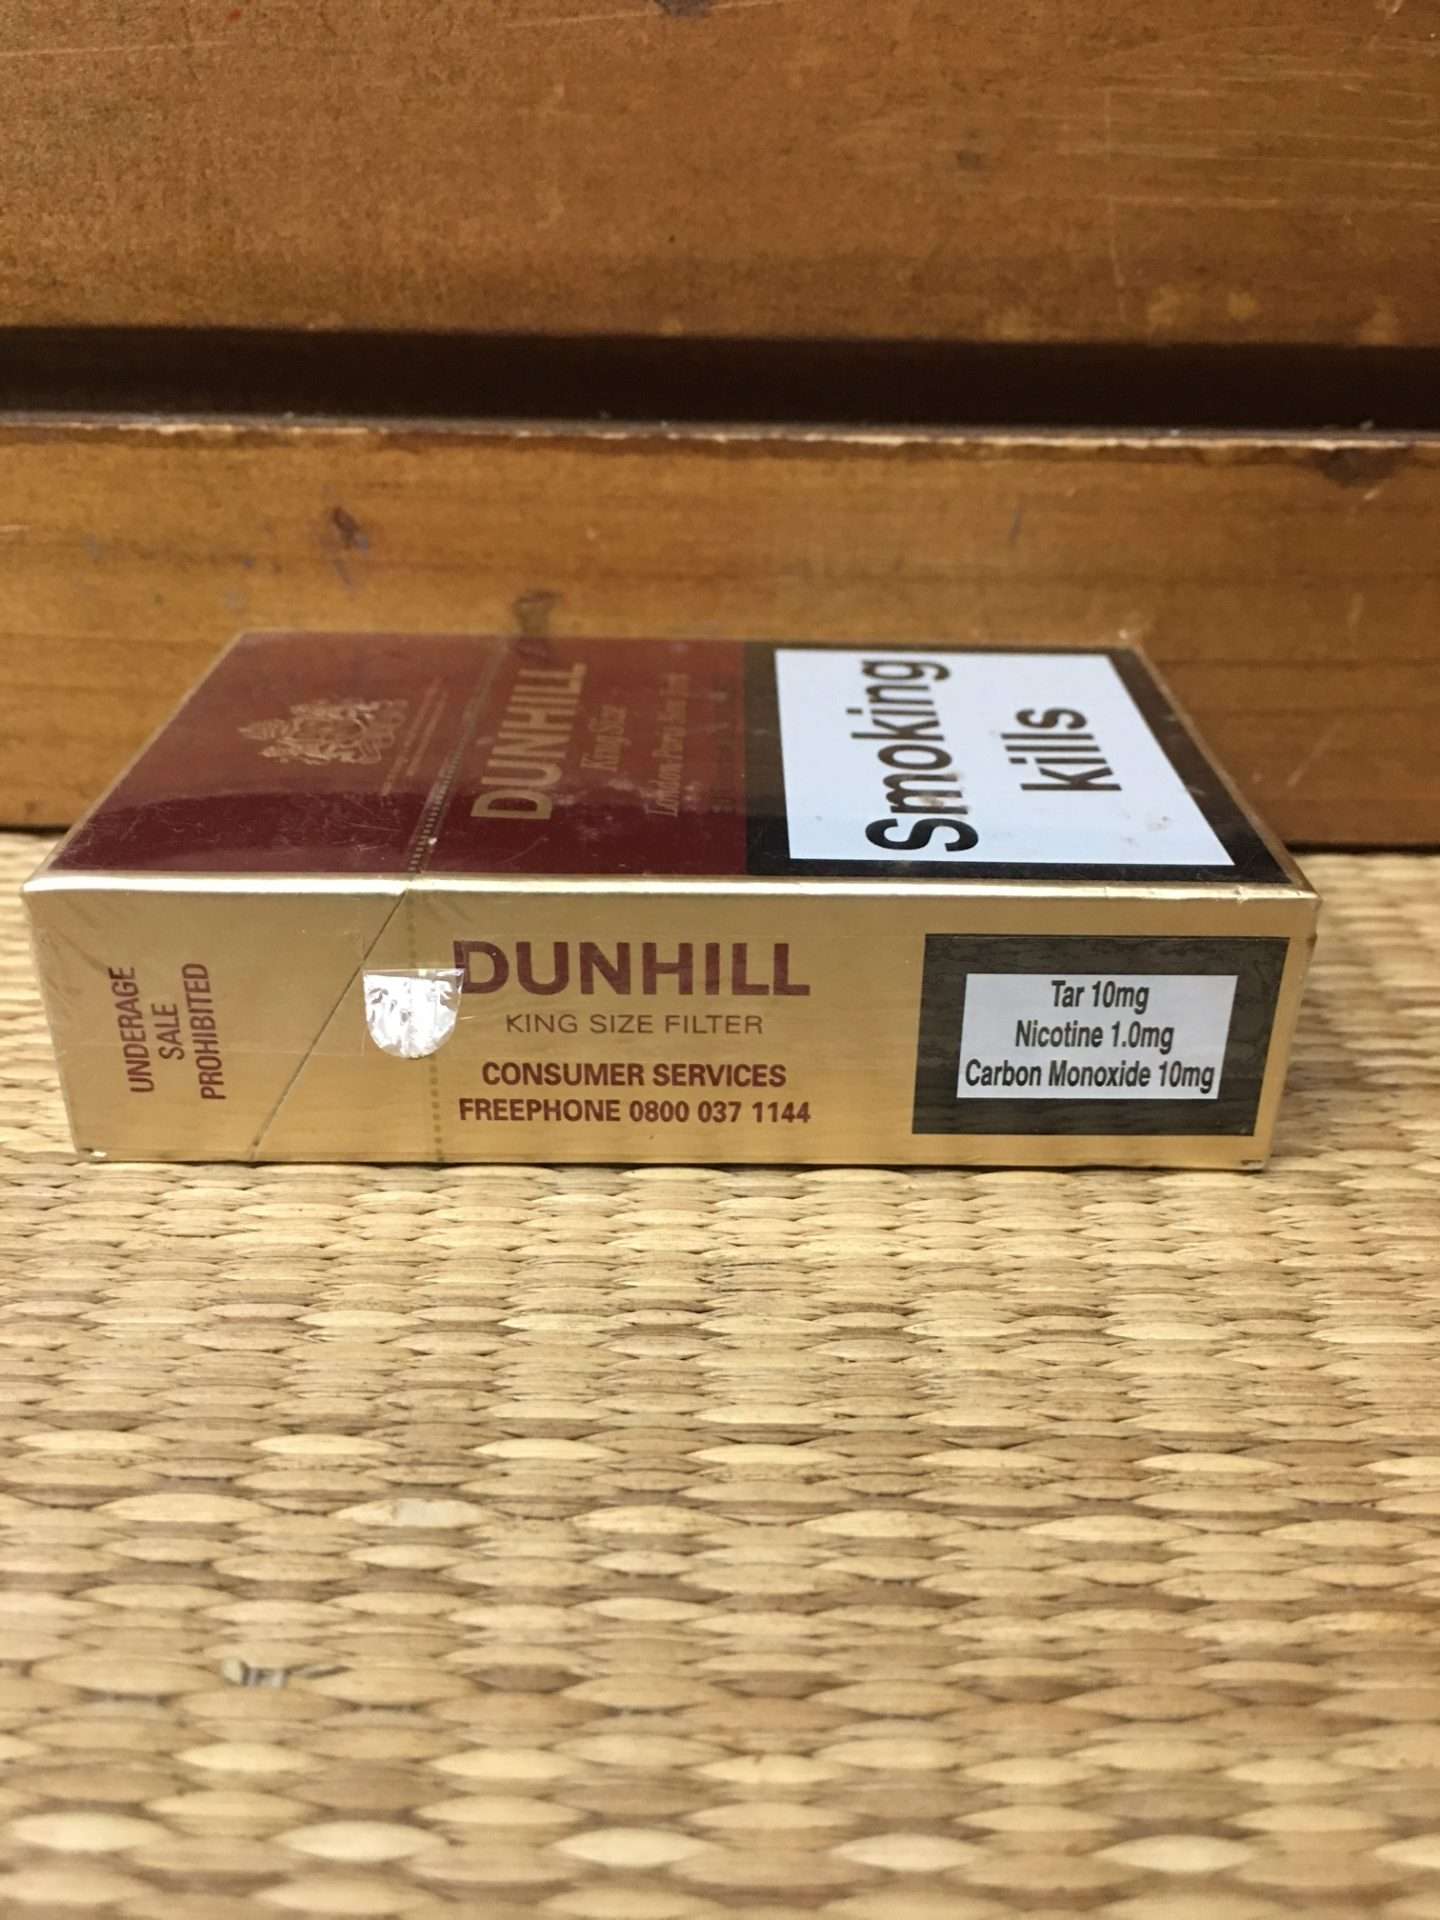 DUNHILL
King Size
London Paris New York
Smoking
kills
UNDERAGE
SALE
PROHIBITED
DUNHILL
KING SIZE FILTER
CONSUMER SERVICES
FREEPHONE 0800 037 1144
Tar 10mg
Nicotine 1.0mg
Carbon Monoxide 10mg